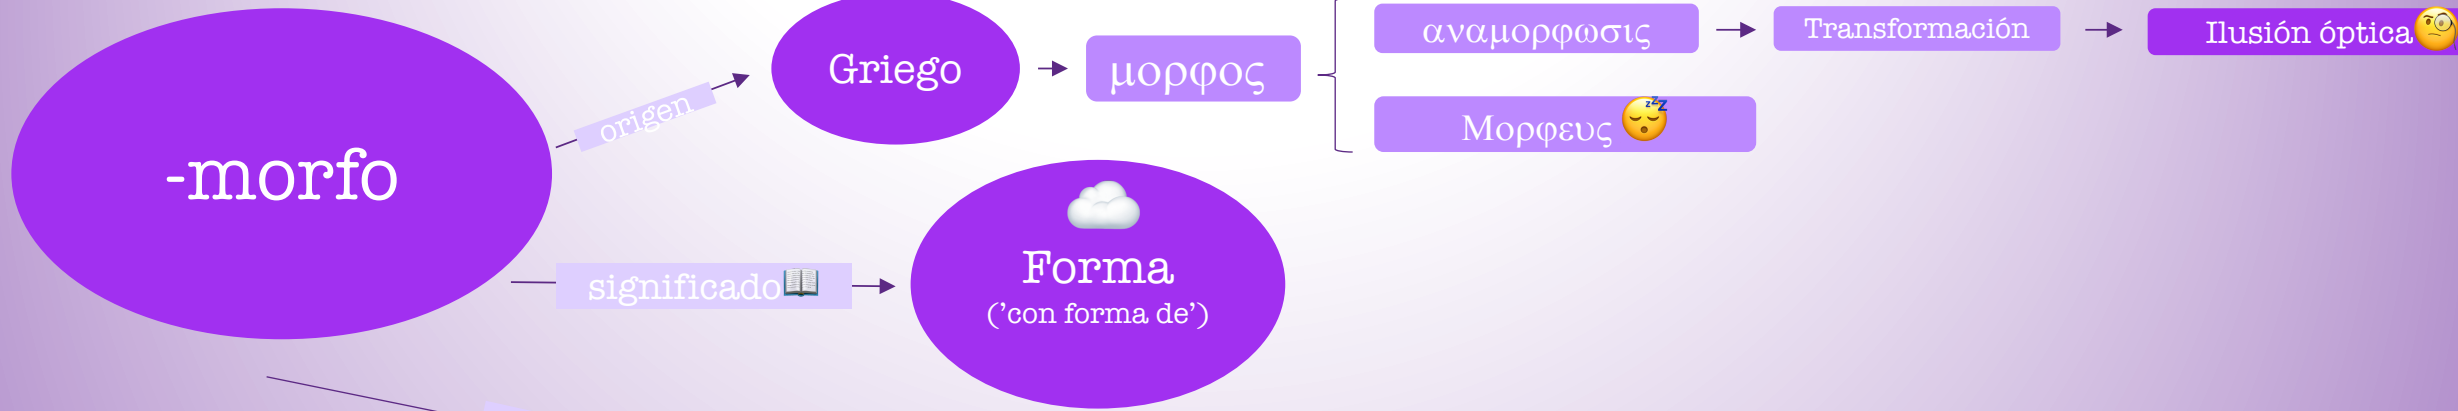 -morfo
origen
Griego
μορφος
αναμορφωσις
Transformación
Ilusión óptica
Μορφευς
significado
Forma
('con forma de')